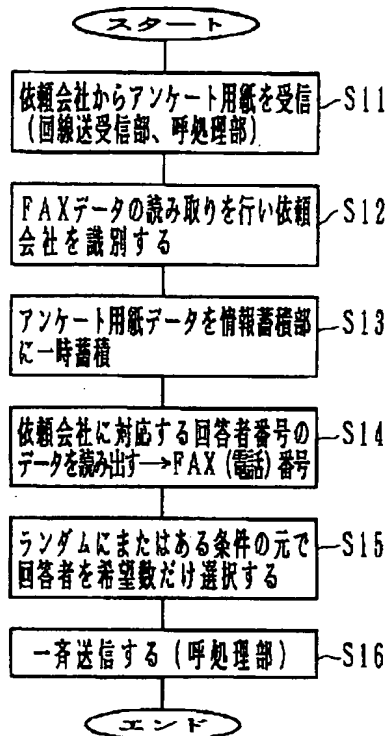 スタート
依頼会社からアンケート用紙を受信
(回線送受信部、呼処理部)
S11
FAXデータの読み取りを行い依頼
会社を識別する
S12
アンケート用紙データを情報蓄積部
に一時蓄積
S13
依頼会社に対応する回答者番号の
データを読み出す→FAX(電話)番号
S14
ランダムにまたはある条件の元で
回答者を希望数だけ選択する
S15
一斉送信する(呼処理部)
S16
エンド